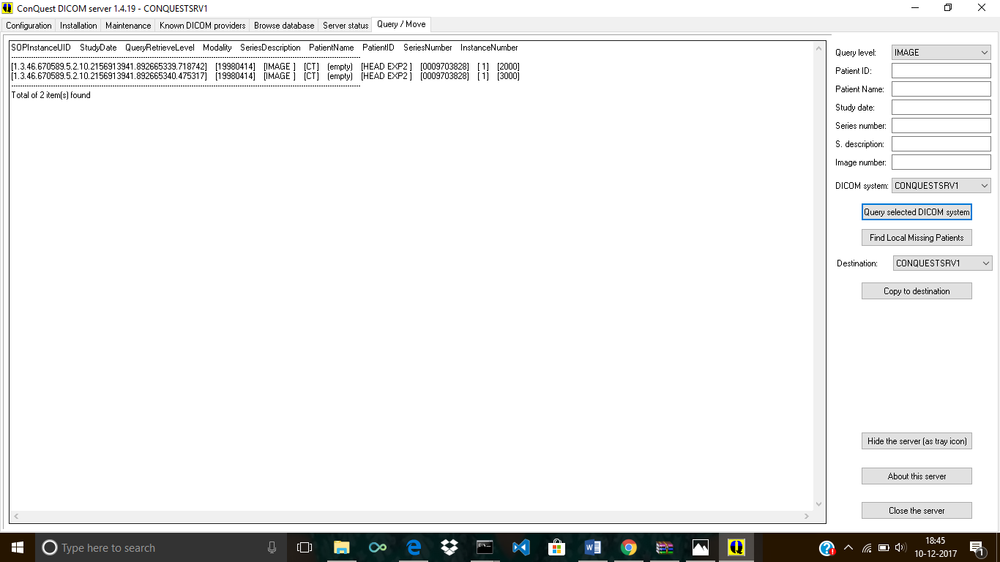 ConQuest DICOM server 1.4.19 - CONQUESTSRV1
Configuration Installation Maintenance Known DICOM providers Browse database Server status Query / Move
SOPInstanceUID StudyDate QueryRetrieveLevel Modality SeriesDescription PatientName PatientID SeriesNumber InstanceNumber
[1.3.46.670589.5.2.10.2156913941.892665339.718742] [19980414] [IMAGE ] [CT] (empty) [HEAD EXP2 ] [0009703828] [ 1] [2000]
[1.3.46.670589.5.2.10.2156913941.892665340.475317] [19980414] [IMAGE ] [CT] (empty) [HEAD EXP2 ] [0009703828] [ 1] [3000]
Total of 2 item(s) found
Query level: IMAGE
Patient ID:
Patient Name:
Study date:
Series number:
S. description:
Image number:
DICOM system: CONQUESTSRV1
Query selected DICOM system
Find Local Missing Patients
Destination: CONQUESTSRV1
Copy to destination
Hide the server (as tray icon)
About this server
Close the server
Type here to search
18:45
10-12-2017
1